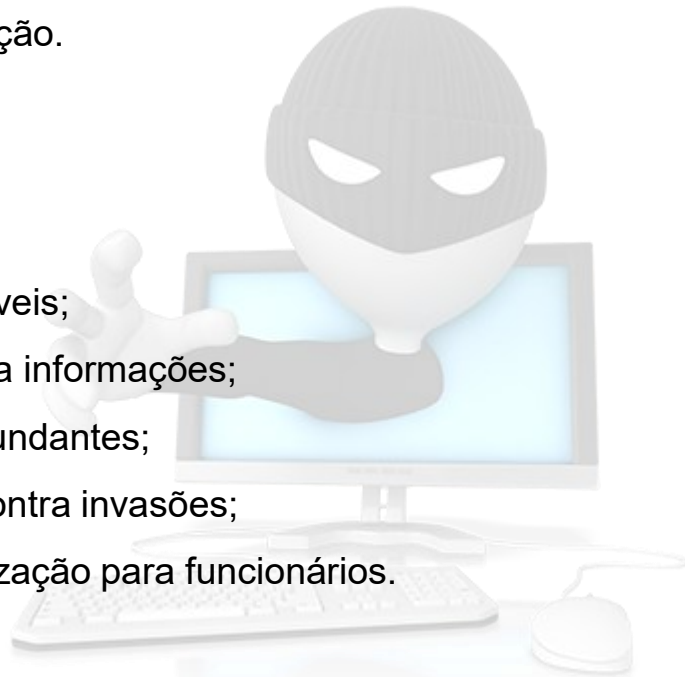 ção.
veis;
a informações;
undantes;
ontra invasões;
zação para funcionários.